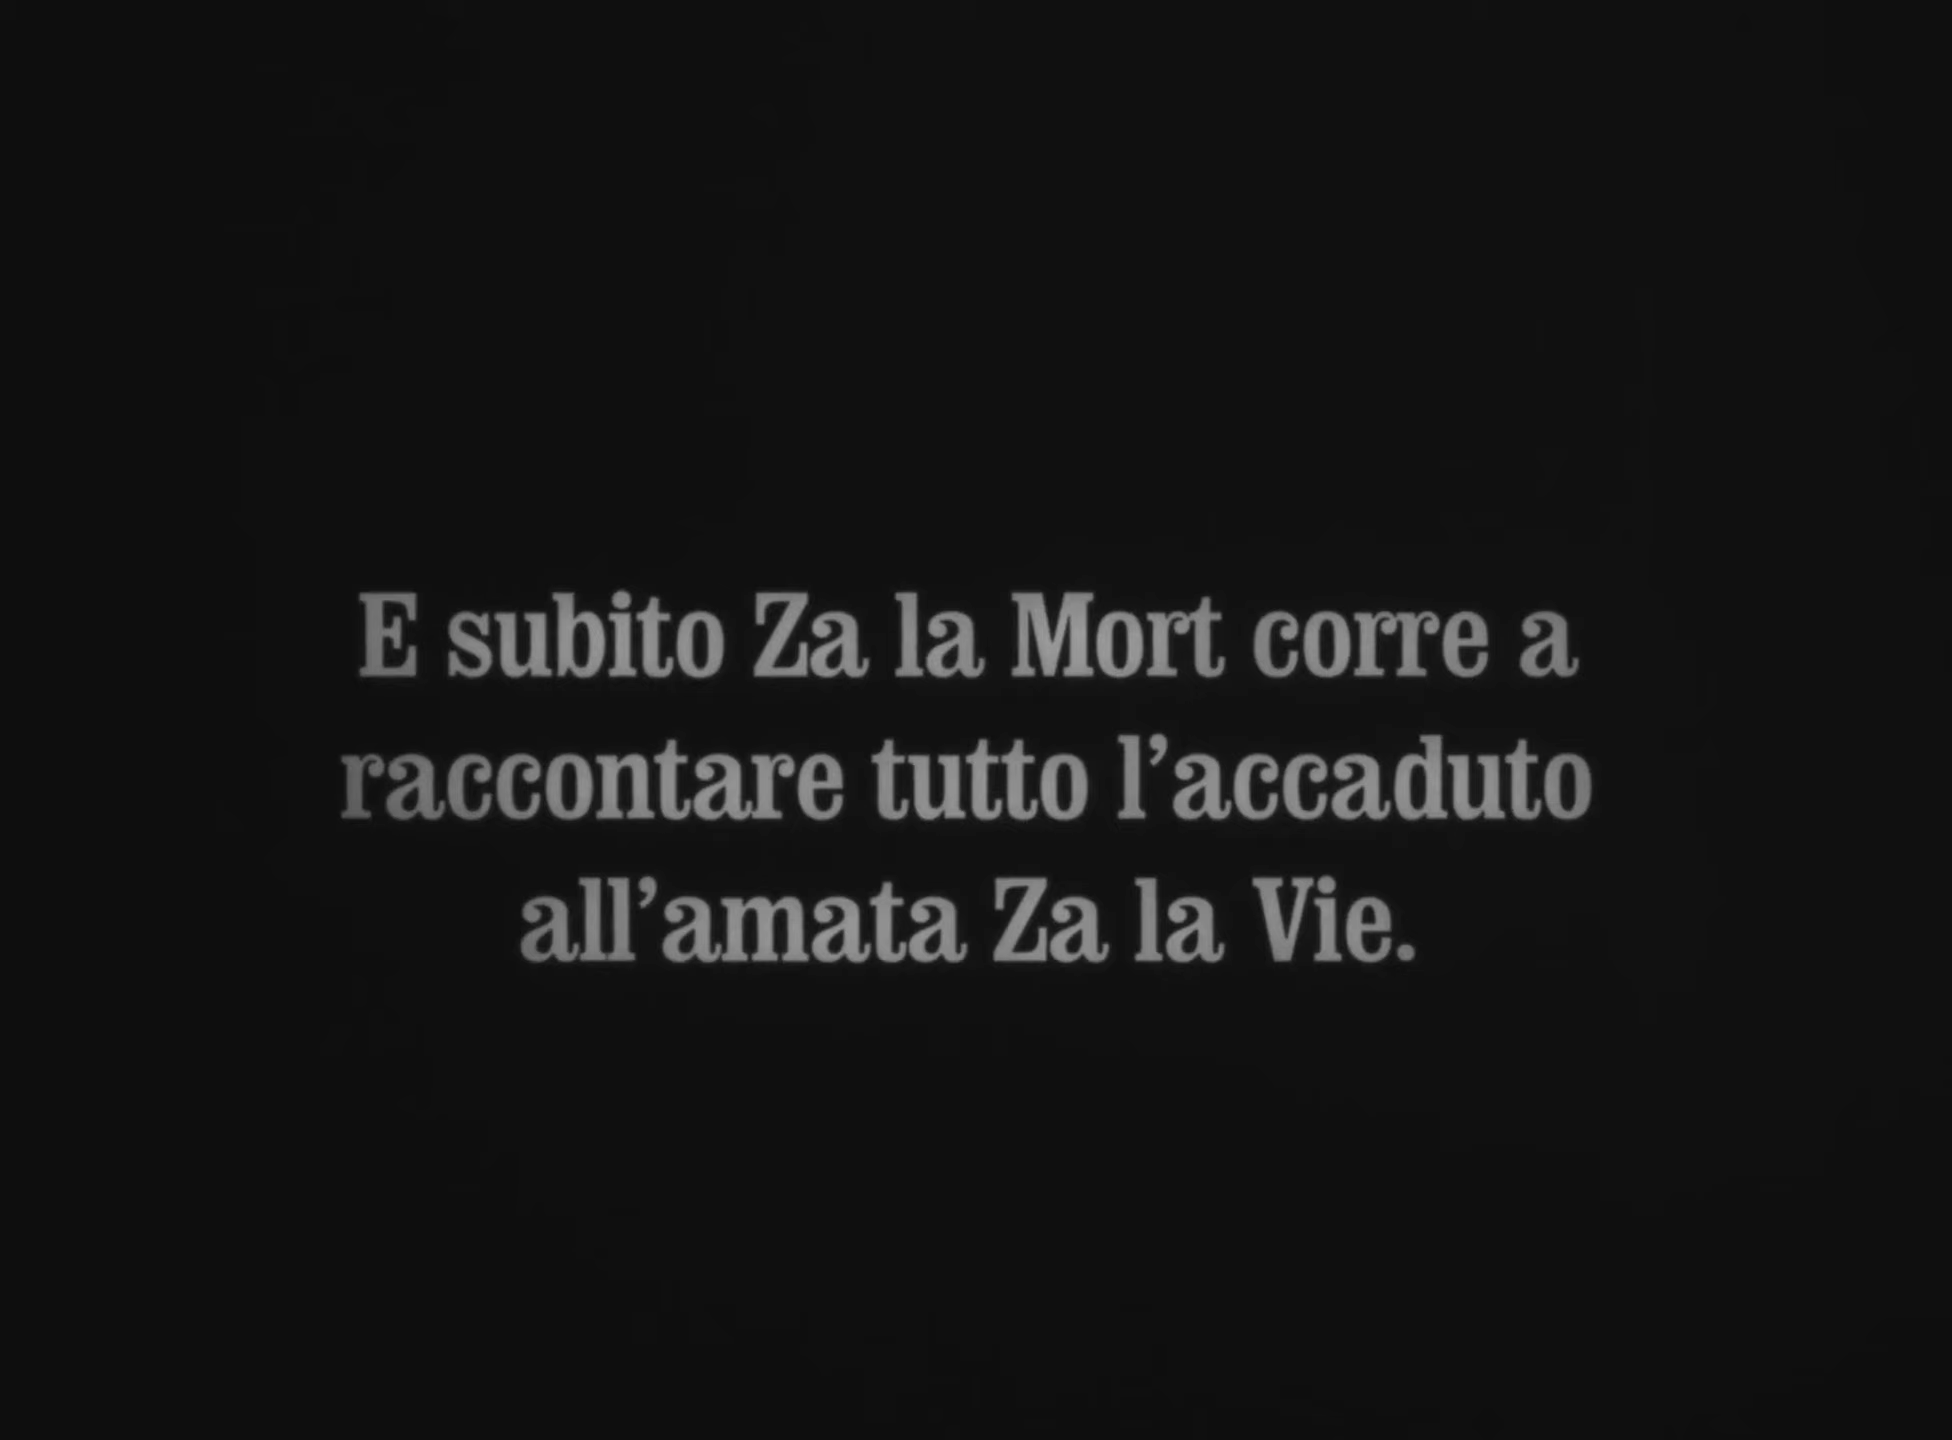 E subito Za la Mort corre a
raccontare tutto l’accaduto
all’amata Za la Vie.